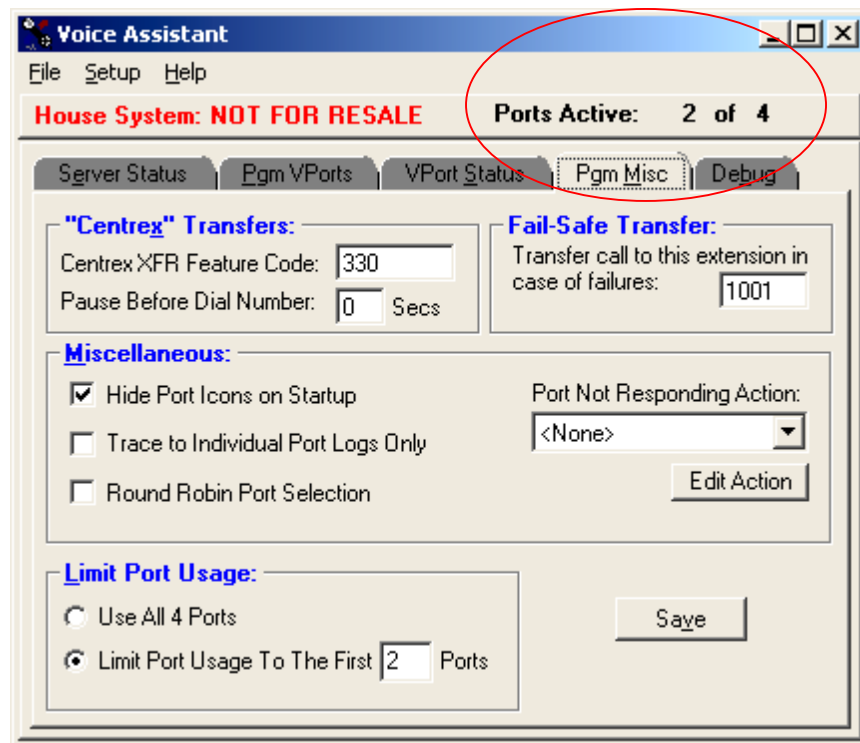 Voice Assistant
File Setup Help
House System: NOT FOR RESALE Ports Active: 2 of 4
Server Status Pgm VPorts VPort Status Pgm Misc Debug
"Centrex" Transfers:
Centrex XFR Feature Code: 330
Pause Before Dial Number: 0 Secs
Fail-Safe Transfer:
Transfer call to this extension in
case of failures: 1001
Miscellaneous:
Hide Port Icons on Startup
Trace to Individual Port Logs Only
Round Robin Port Selection
Port Not Responding Action:
<None>
Edit Action
Limit Port Usage:
Use All 4 Ports
Limit Port Usage To The First 2 Ports
Save